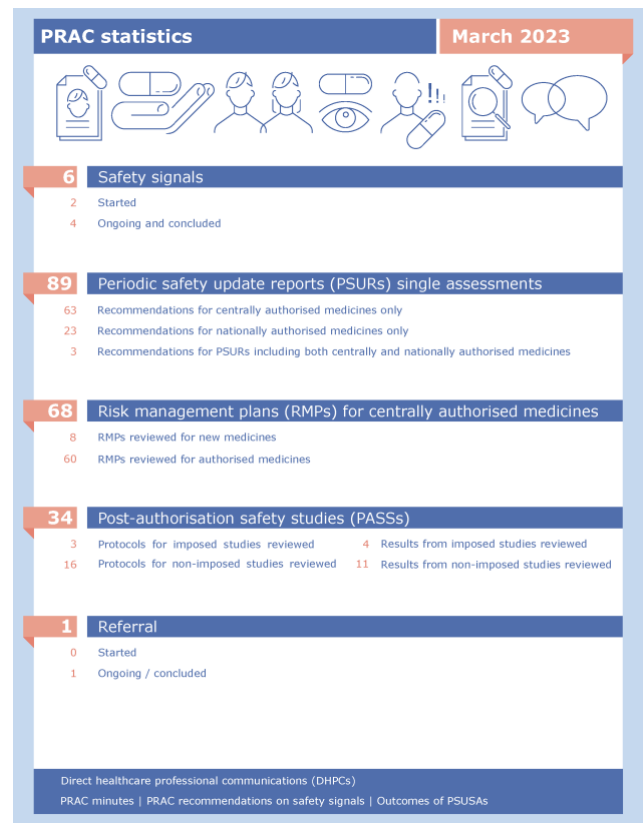 PRAC statistics March 2023
6 Safety signals
2 Started
4 Ongoing and concluded
89 Periodic safety update reports (PSURs) single assessments
63 Recommendations for centrally authorised medicines only
23 Recommendations for nationally authorised medicines only
3 Recommendations for PSURs including both centrally and nationally authorised medicines
68 Risk management plans (RMPs) for centrally authorised medicines
8 RMPs reviewed for new medicines
60 RMPs reviewed for authorised medicines
34 Post-authorisation safety studies (PASSs)
3 Protocols for imposed studies reviewed 4 Results from imposed studies reviewed
16 Protocols for non-imposed studies reviewed 11 Results from non-imposed studies reviewed
1 Referral
0 Started
1 Ongoing / concluded
Direct healthcare professional communications (DHPCs)
PRAC minutes | PRAC recommendations on safety signals | Outcomes of PSUSAs